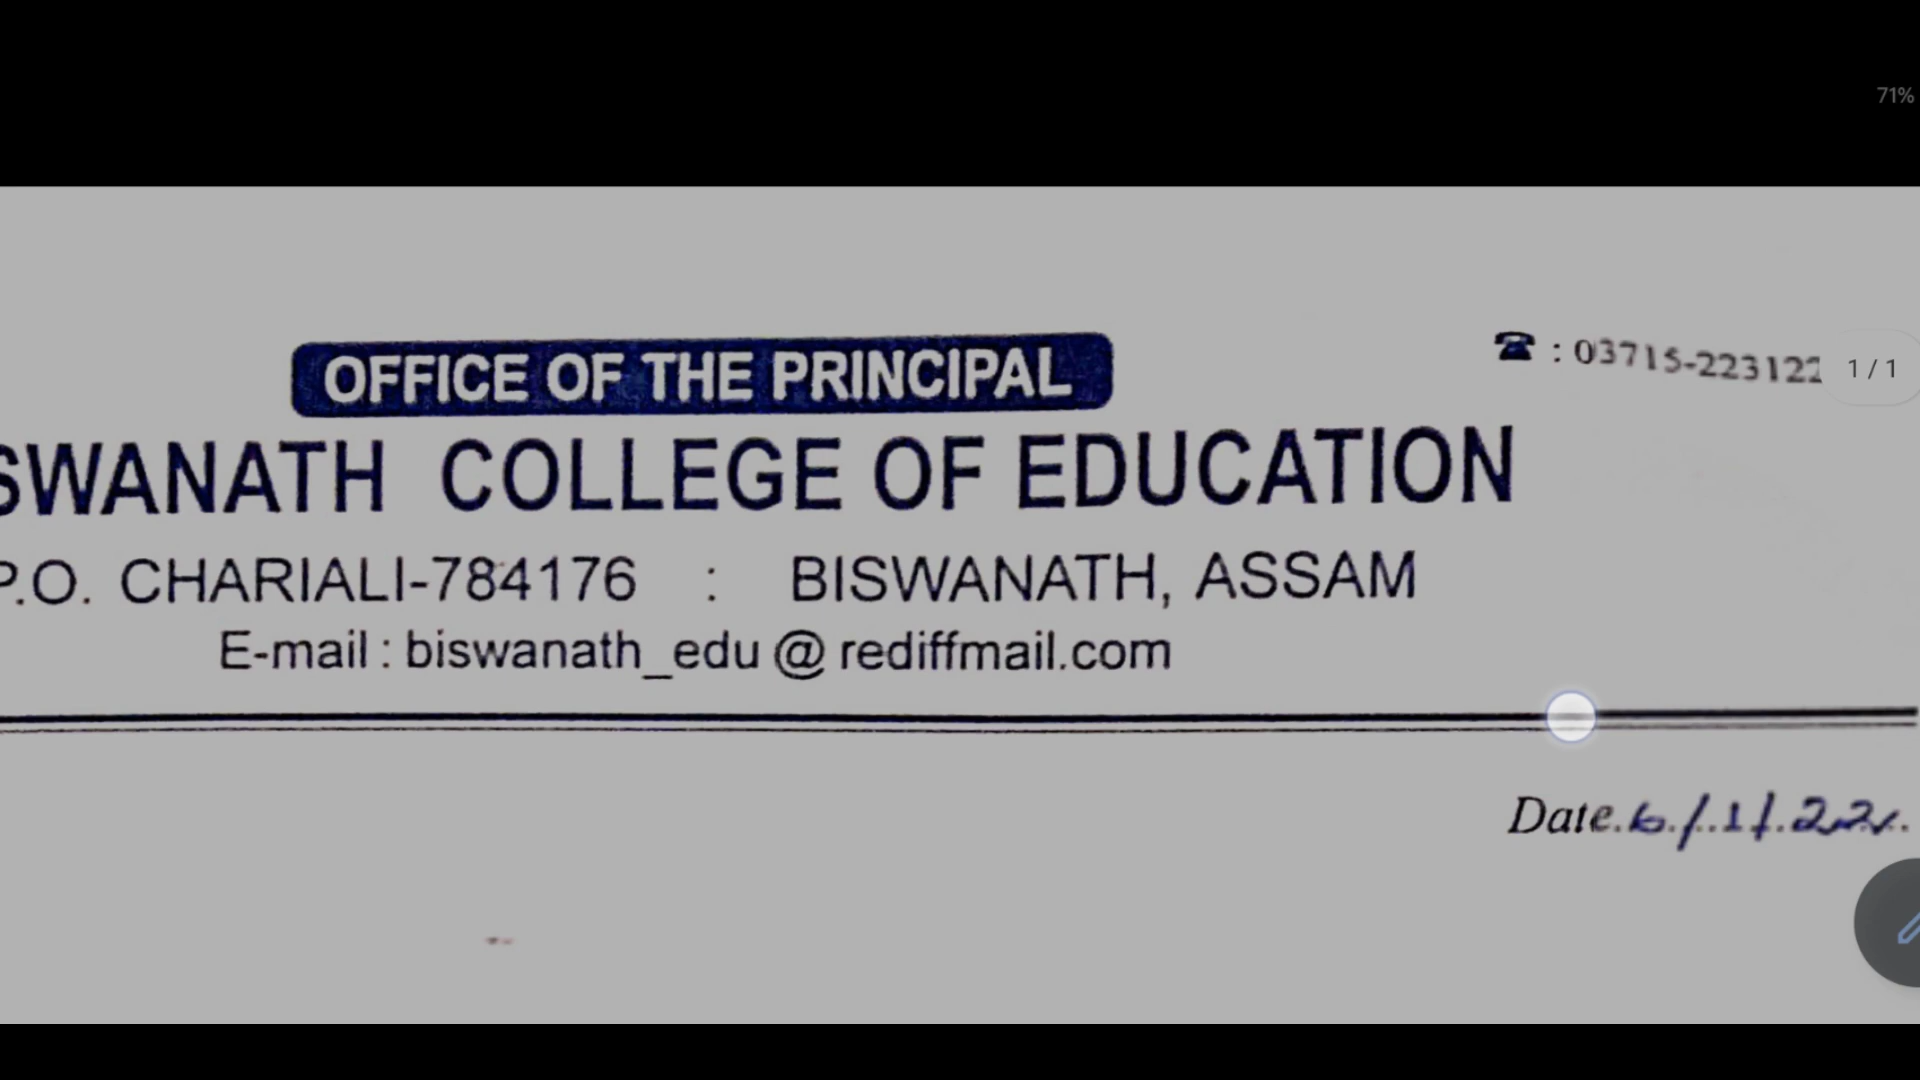 71%
OFFICE OF THE PRINCIPAL
☎ : 03715-223122
1 / 1
SWANATH COLLEGE OF EDUCATION
P.O. CHARIALI-784176 : BISWANATH, ASSAM
E-mail : biswanath_edu @ rediffmail.com
Date.6./.1/.22.